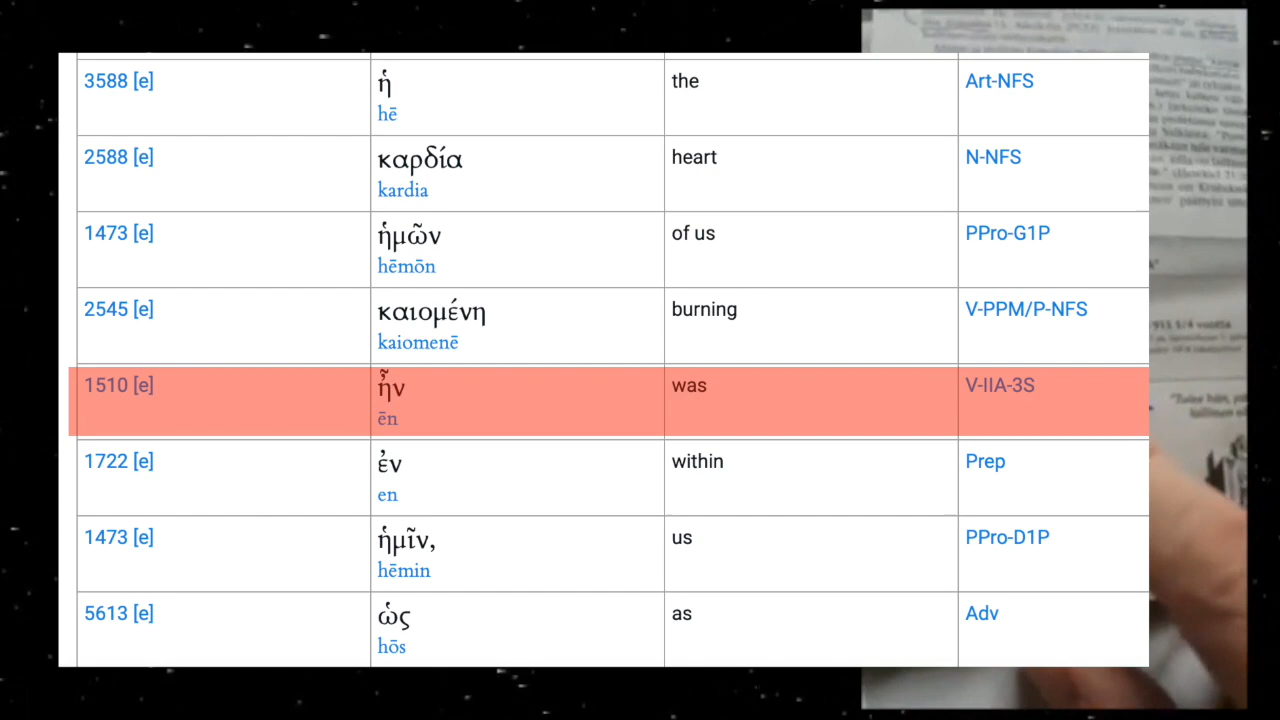 3588 [e] ἡ the Art-NFS
hē
2588 [e] καρδία heart N-NFS
kardia
1473 [e] ἡμῶν of us PPro-G1P
hēmōn
2545 [e] καιομένη burning V-PPM/P-NFS
kaiomenē
1510 [e] ἦν was V-IIA-3S
ēn
1722 [e] ἐν within Prep
en
1473 [e] ἡμῖν, us PPro-D1P
hēmin
5613 [e] ὡς as Adv
hōs